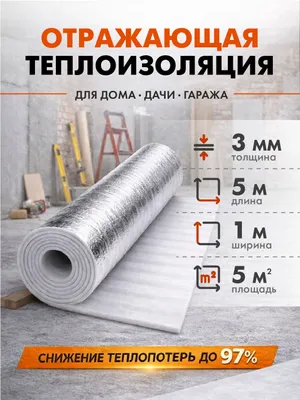 ОТРАЖАЮЩАЯ
ТЕПЛОИЗОЛЯЦИЯ
ДЛЯ ДОМА · ДАЧИ · ГАРАЖА
3 мм
толщина
5 м
длина
1 м
ширина
м²
5 м²
площадь
СНИЖЕНИЕ ТЕПЛОПОТЕРЬ ДО 97%